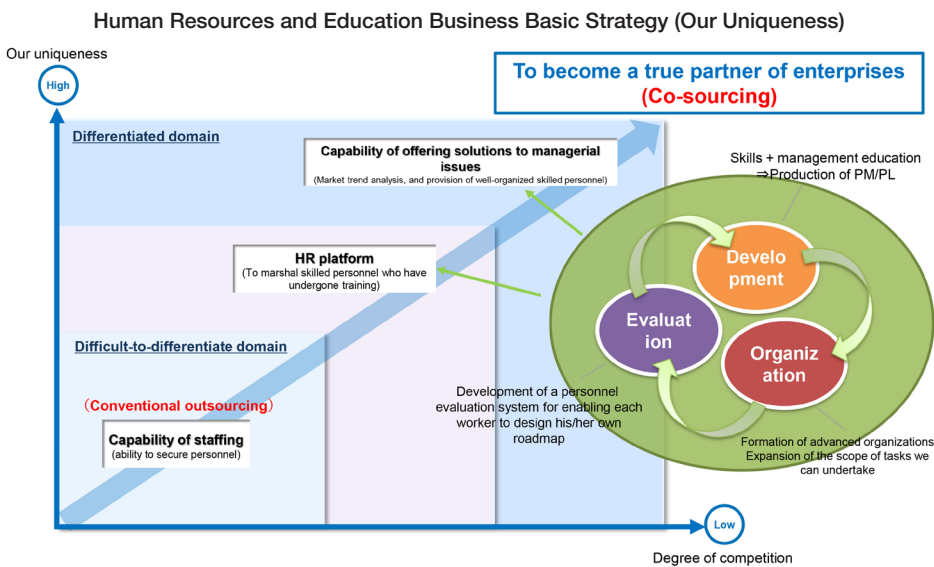 Human Resources and Education Business Basic Strategy (Our Uniqueness)
Our uniqueness
High
To become a true partner of enterprises
(Co-sourcing)
Differentiated domain
Capability of offering solutions to managerial
issues
(Market trend analysis, and provision of well-organized skilled personnel)
Skills + management education
⇒Production of PM/PL
HR platform
(To marshal skilled personnel who have
undergone training)
Develo
pment
Evaluat
ion
Organiz
ation
Difficult-to-differentiate domain
(Conventional outsourcing)
Capability of staffing
(ability to secure personnel)
Development of a personnel
evaluation system for enabling each
worker to design his/her own
roadmap
Formation of advanced organizations
Expansion of the scope of tasks we
can undertake
Low
Degree of competition